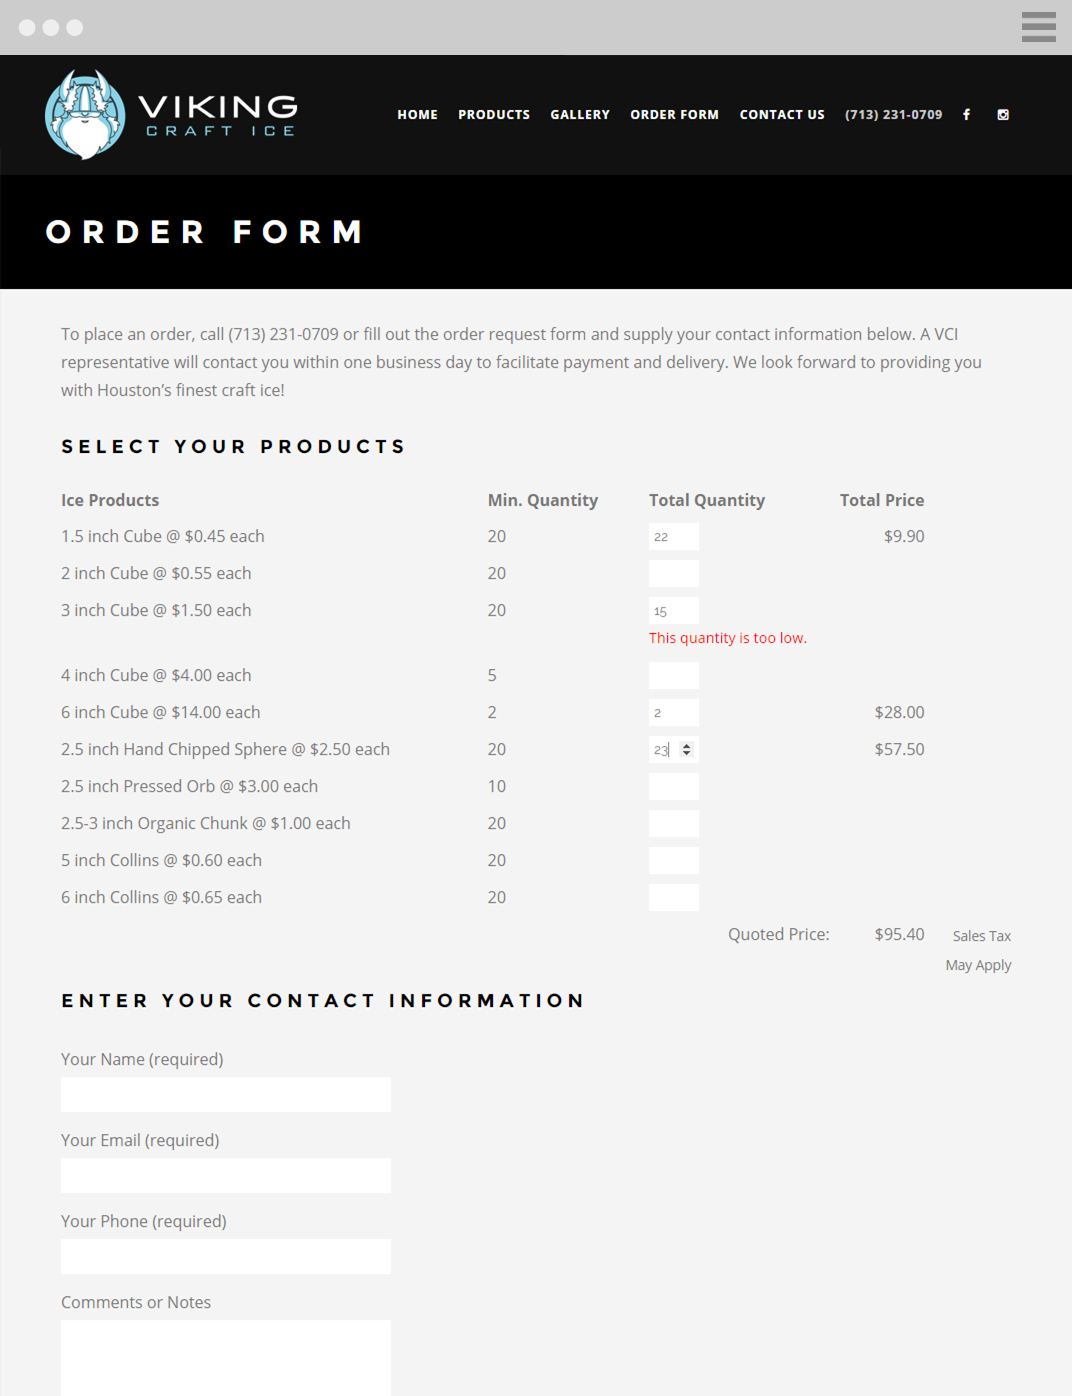 VIKING
CRAFT ICE
HOME PRODUCTS GALLERY ORDER FORM CONTACT US (713) 231-0709
ORDER FORM
To place an order, call (713) 231-0709 or fill out the order request form and supply your contact information below. A VCI
representative will contact you within one business day to facilitate payment and delivery. We look forward to providing you
with Houston’s finest craft ice!
SELECT YOUR PRODUCTS
Ice Products Min. Quantity Total Quantity Total Price
1.5 inch Cube @ $0.45 each 20 22 $9.90
2 inch Cube @ $0.55 each 20
3 inch Cube @ $1.50 each 20 15
This quantity is too low.
4 inch Cube @ $4.00 each 5
6 inch Cube @ $14.00 each 2 2 $28.00
2.5 inch Hand Chipped Sphere @ $2.50 each 20 23 $57.50
2.5 inch Pressed Orb @ $3.00 each 10
2.5-3 inch Organic Chunk @ $1.00 each 20
5 inch Collins @ $0.60 each 20
6 inch Collins @ $0.65 each 20
Quoted Price: $95.40 Sales Tax
May Apply
ENTER YOUR CONTACT INFORMATION
Your Name (required)
Your Email (required)
Your Phone (required)
Comments or Notes